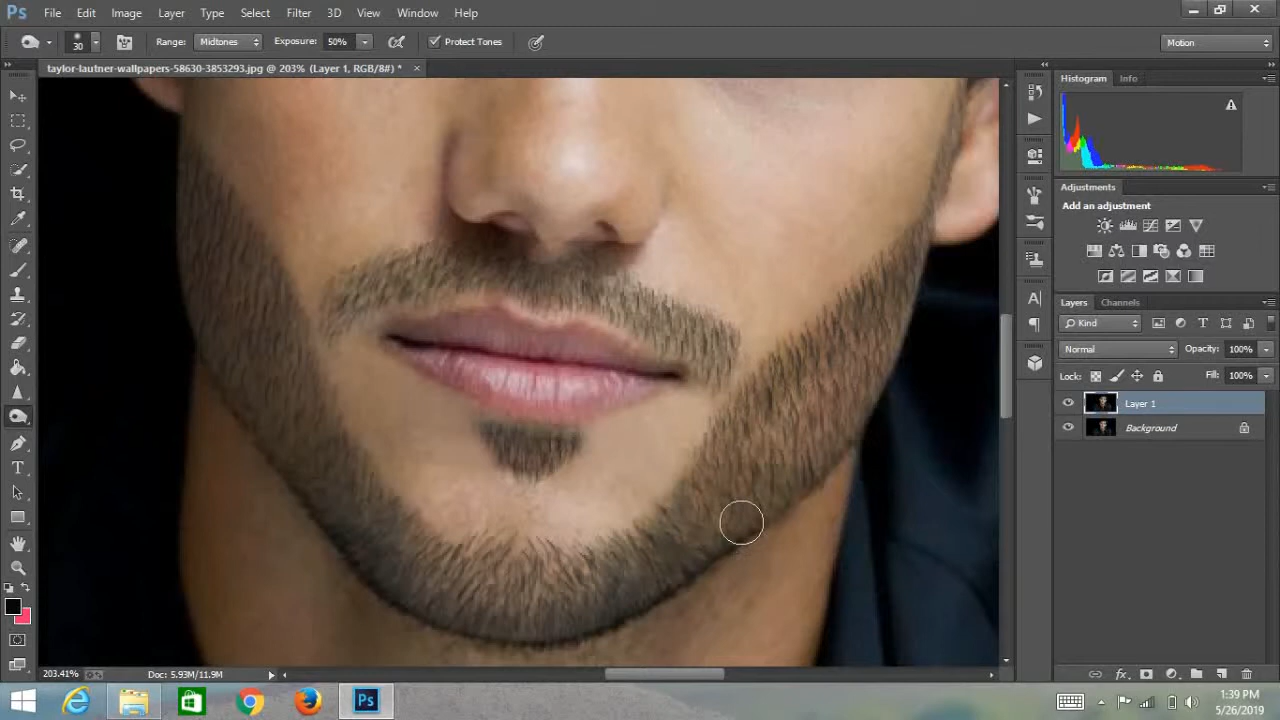 Ps File Edit Image Layer Type Select Filter 3D View Window Help
30 Range: Midtones Exposure: 50% Protect Tones Motion
taylor-lautner-wallpapers-58630-3853293.jpg @ 203% (Layer 1, RGB/8#) * ×
Histogram Info
Adjustments
Add an adjustment
Layers Channels
Kind
Normal Opacity: 100%
Lock: Fill: 100%
Layer 1
Background
203.41% Doc: 5.93M/11.9M
1:39 PM
5/26/2019
Ps